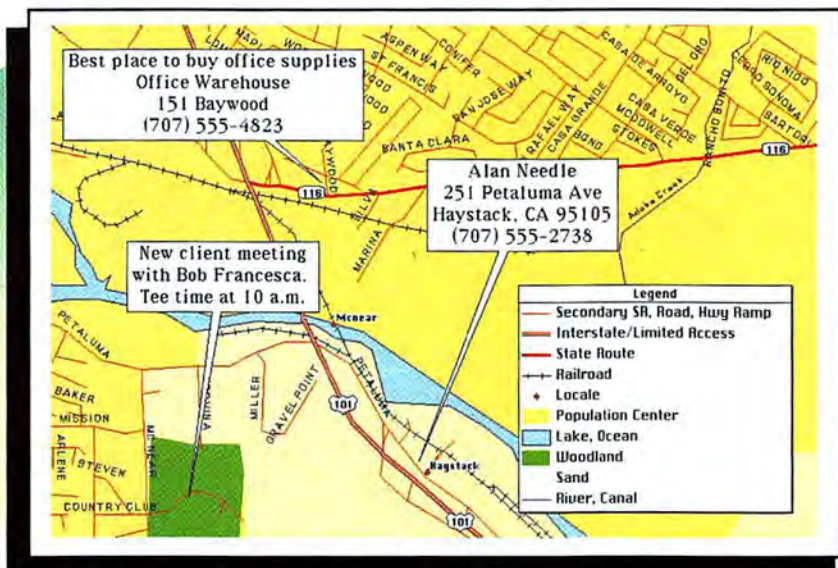 Best place to buy office supplies
Office Warehouse
151 Baywood
(707) 555-4823
ASPEN WAY
CONIFER
ST FRANCIS
SAN JOSE WAY
SANTA CLARA
RAFAEL WAY
CASA GRANDE
BOND
STOKES
MCDOWELL
CASA VERDE
CASA DE ARROYO
DEL ORO
RANCHO BONITO
RIO NIDO
CERRO SONOMA
SARTORI
116
116
Adobe Creek
SILVA
MARINA
Alan Needle
251 Petaluma Ave
Haystack, CA 95105
(707) 555-2738
New client meeting
with Bob Francesca.
Tee time at 10 a.m.
Mcnear
PETALUMA
PETALUMA
BAKER
MISSION
ARLENE
STEVEN
COUNTRY CLUB
MCNEAR
MILLER
GRAVEL POINT
101
101
Haystack
Legend
Secondary SR, Road, Hwy Ramp
Interstate/Limited Access
State Route
Railroad
Locale
Population Center
Lake, Ocean
Woodland
Sand
River, Canal